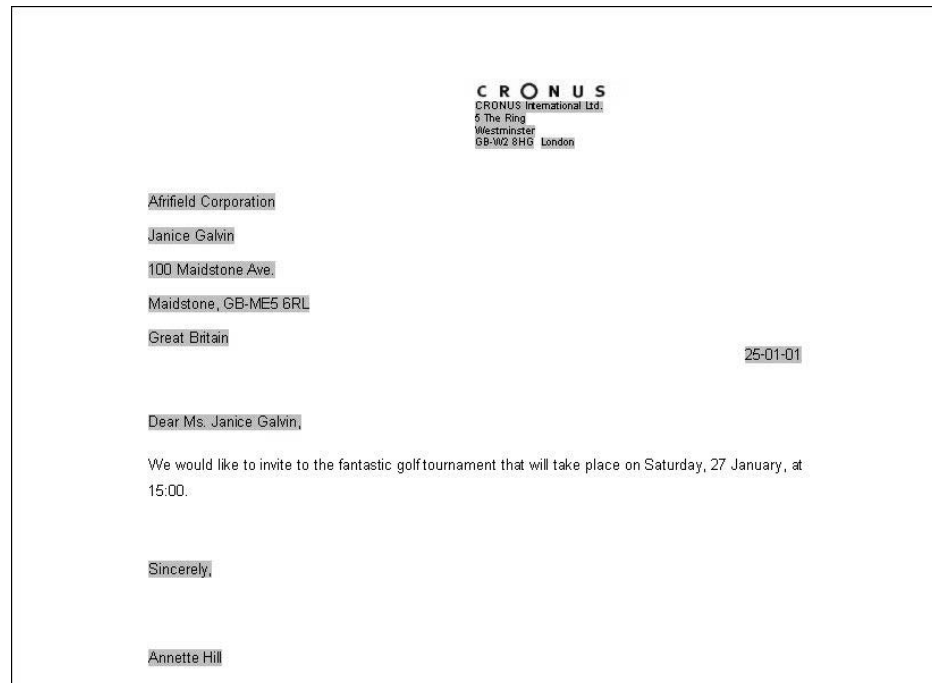 CRONUS
CRONUS International Ltd.
5 The Ring
Westminster
GB-W2 8HG London
Afrifield Corporation
Janice Galvin
100 Maidstone Ave.
Maidstone, GB-ME5 6RL
Great Britain
25-01-01
Dear Ms. Janice Galvin,
We would like to invite to the fantastic golf tournament that will take place on Saturday, 27 January, at
15:00.
Sincerely,
Annette Hill